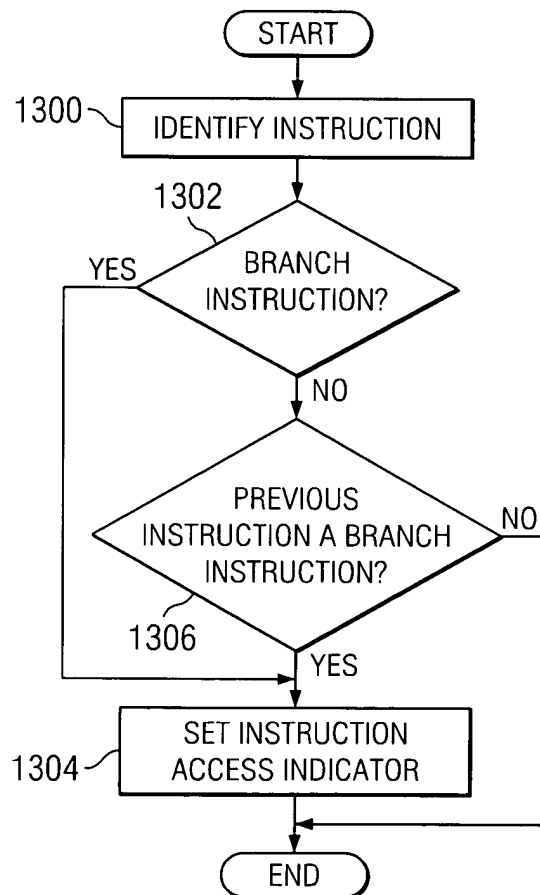 START
1300
IDENTIFY INSTRUCTION
1302
YES
BRANCH
INSTRUCTION?
NO
PREVIOUS
INSTRUCTION A BRANCH
INSTRUCTION?
NO
1306
YES
SET INSTRUCTION
ACCESS INDICATOR
1304
END